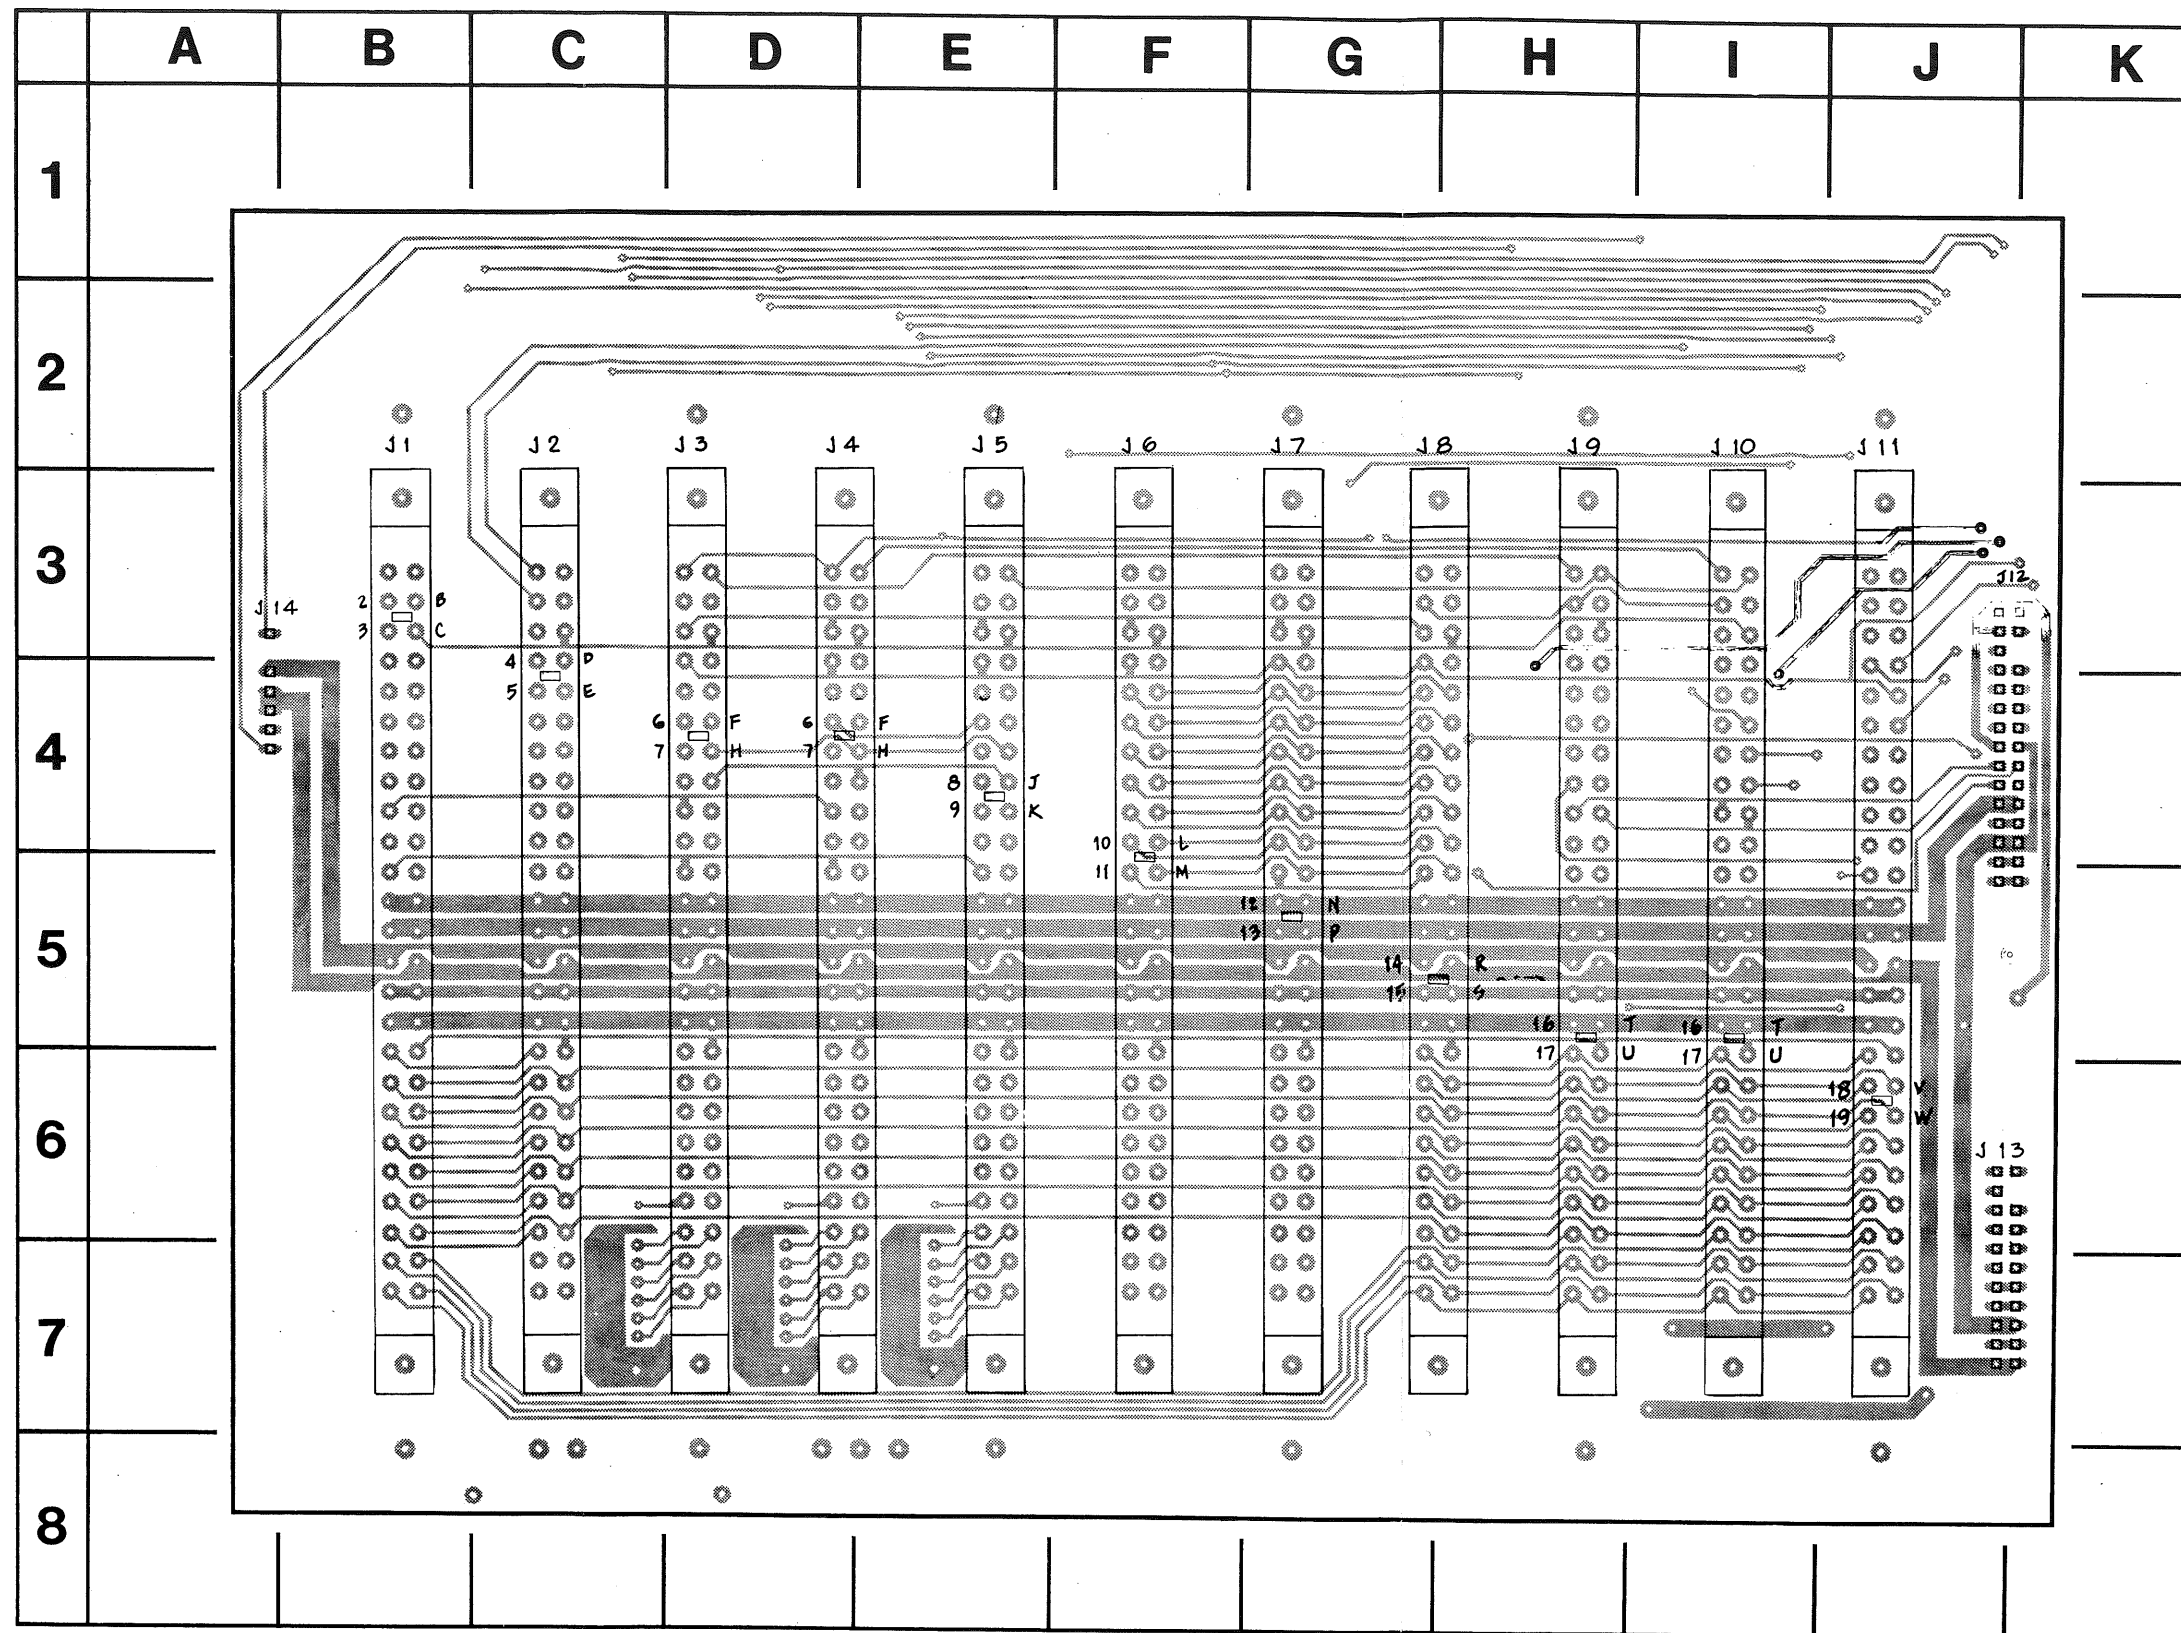 A B C D E F G H I J K
1
2
J1 J2 J3 J4 J5 J6 J7 J8 J9 J10 J11
3
J12
J14
2 B
3 C
4 D
4
5 E
6 F 6 F
7 H 7 H
8 J
9 K
10 L
11 M
12 N
13 P
5
14 R
15 S
16 T 16 T
17 U 17 U
18 V
19 W
6
J13
7
8